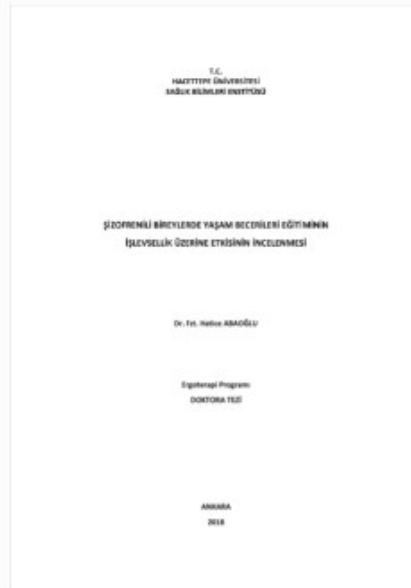 T.C.
HACETTEPE ÜNİVERSİTESİ
SAĞLIK BİLİMLERİ ENSTİTÜSÜ
ŞİZOFRENİLİ BİREYLERDE YAŞAM BECERİLERİ EĞİTİMİNİN
İŞLEVSELLİK ÜZERİNE ETKİSİNİN İNCELENMESİ
Dr. Fzt. Hatice ABAOĞLU
Ergoterapi Programı
DOKTORA TEZİ
ANKARA
2018